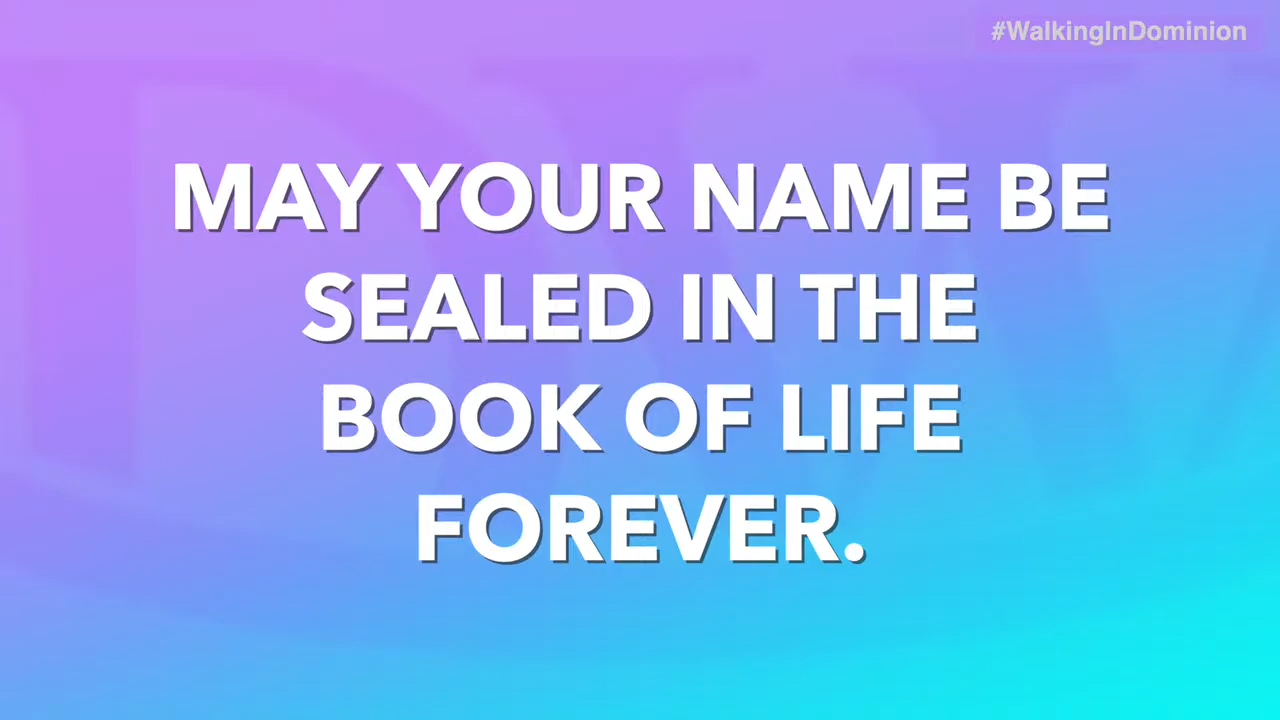 #WalkingInDominion
MAY YOUR NAME BE
SEALED IN THE
BOOK OF LIFE
FOREVER.